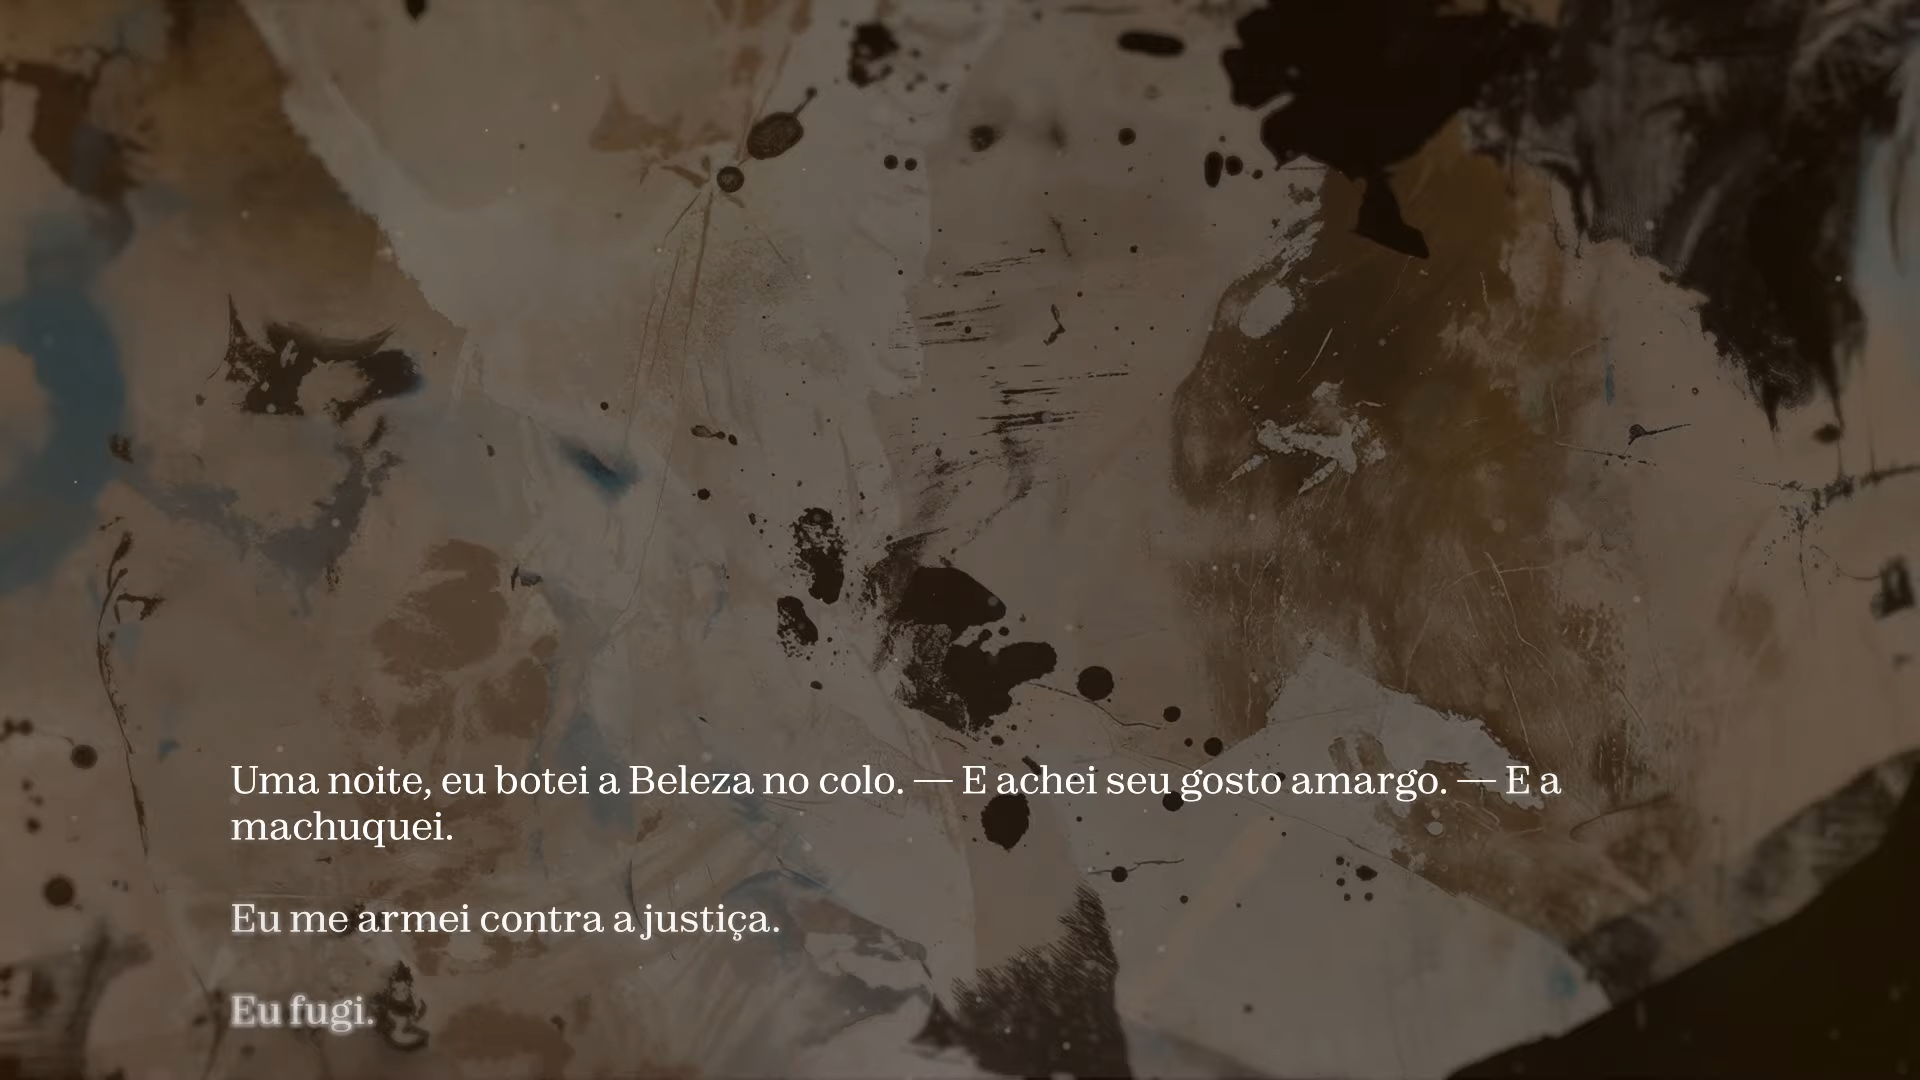 Uma noite, eu botei a Beleza no colo. — E achei seu gosto amargo. — E a
machuquei.
Eu me armei contra a justiça.
Eu fugi.